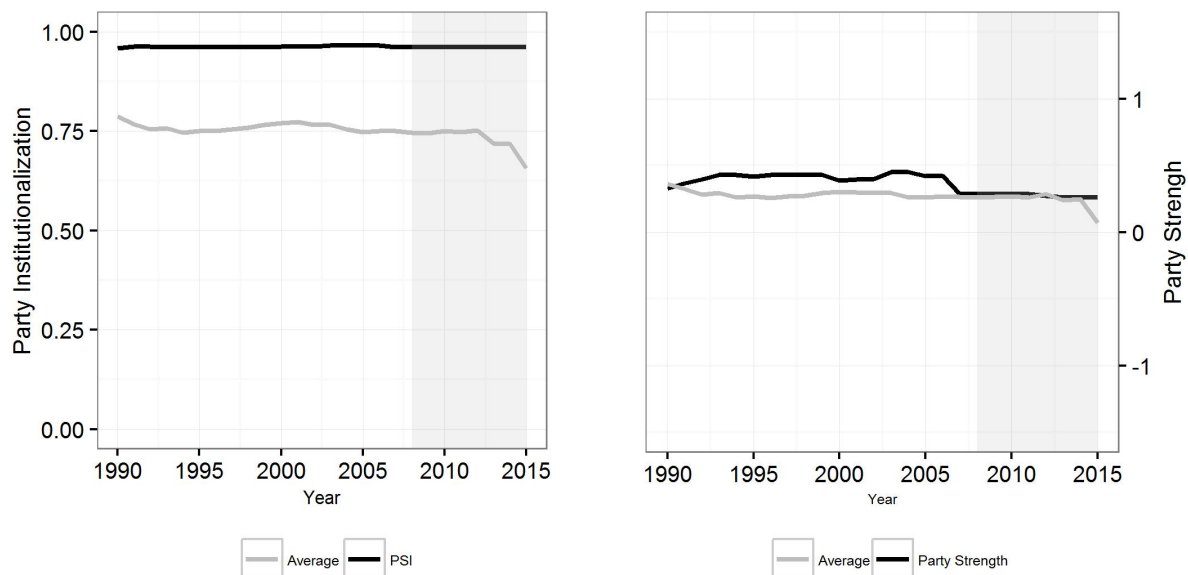 Party Institutionalization
1.00
0.75
0.50
0.25
0.00
1990 1995 2000 2005 2010 2015
Year
Average PSI
1
0
-1
Party Strengh
1990 1995 2000 2005 2010 2015
Year
Average Party Strength